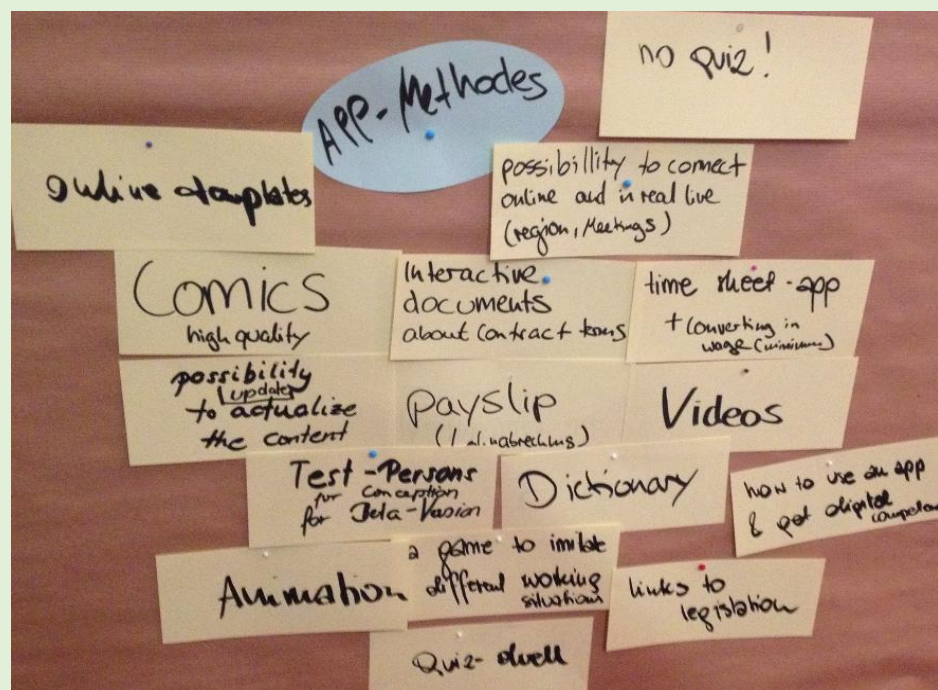 APP-Methodes
no quiz!
Online templates
possibillity to connect
online and in real live
(region, Meetings)
Comics
high quality
Interactive
documents
about contract terms
time sheet-app
+ converting in
wage (minimum)
possibility
update
to actualize
the content
payslip
Videos
Test-Persons
for conception
for Beta-Version
Dictionary
how to use an app
& get digital
Animation
a game to imitate
different working
situations
links to
legislation
Quiz-duell